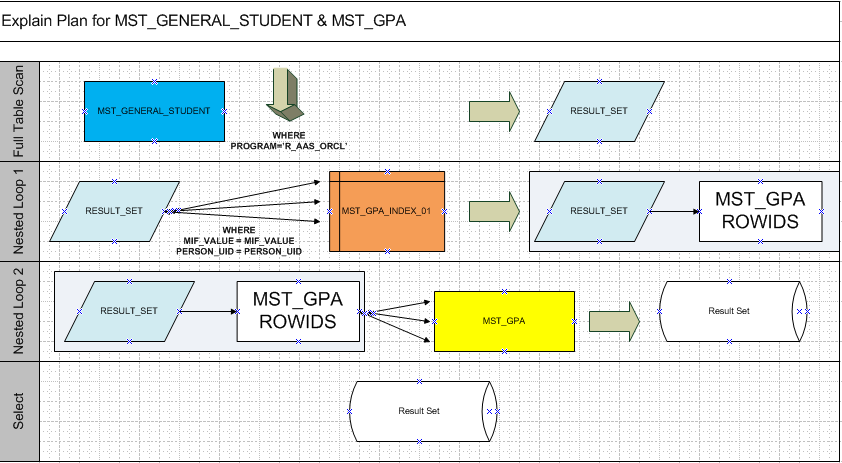 Explain Plan for MST_GENERAL_STUDENT & MST_GPA
Full Table Scan
MST_GENERAL_STUDENT
WHERE
PROGRAM='R_AAS_ORCL'
RESULT_SET
Nested Loop 1
RESULT_SET
WHERE
MIF_VALUE = MIF_VALUE
PERSON_UID = PERSON_UID
MST_GPA_INDEX_01
RESULT_SET
MST_GPA
ROWIDS
Nested Loop 2
RESULT_SET
MST_GPA
ROWIDS
MST_GPA
Result Set
Select
Result Set